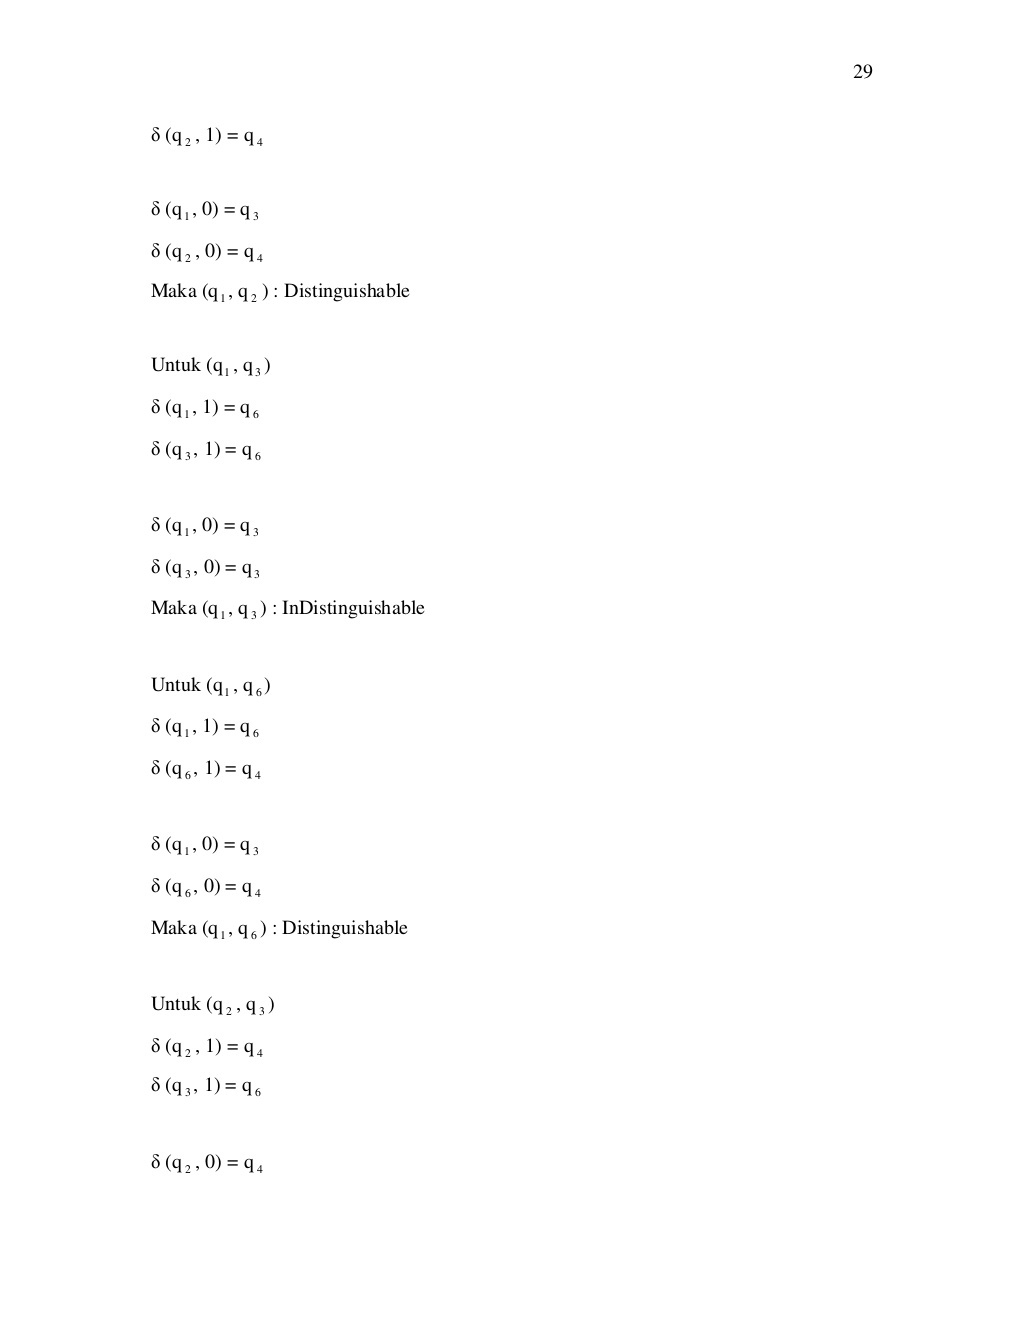 29
δ (q₂, 1) = q₄
δ (q₁, 0) = q₃
δ (q₂, 0) = q₄
Maka (q₁, q₂ ) : Distinguishable
Untuk (q₁, q₃)
δ (q₁, 1) = q₆
δ (q₃, 1) = q₆
δ (q₁, 0) = q₃
δ (q₃, 0) = q₃
Maka (q₁, q₃) : InDistinguishable
Untuk (q₁, q₆)
δ (q₁, 1) = q₆
δ (q₆, 1) = q₄
δ (q₁, 0) = q₃
δ (q₆, 0) = q₄
Maka (q₁, q₆) : Distinguishable
Untuk (q₂, q₃)
δ (q₂, 1) = q₄
δ (q₃, 1) = q₆
δ (q₂, 0) = q₄